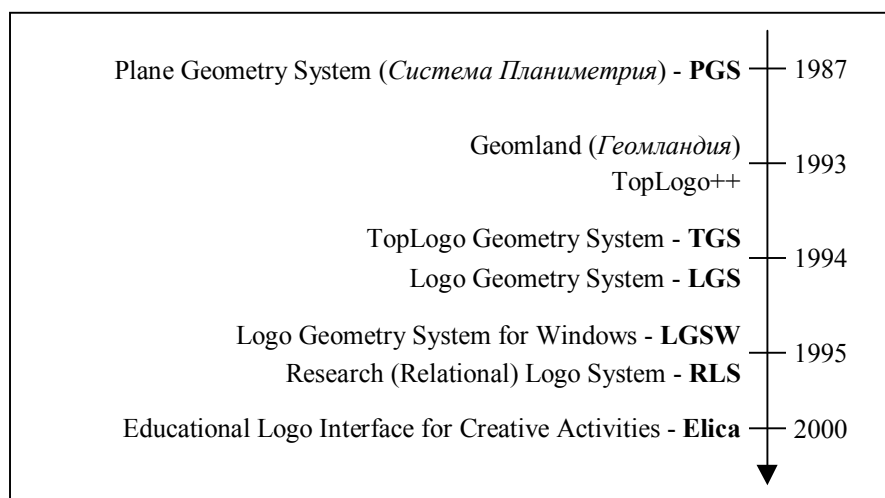 Plane Geometry System (Система Планиметрия) - PGS 1987
Geomland (Геомландия)
1993
TopLogo++
TopLogo Geometry System - TGS
1994
Logo Geometry System - LGS
Logo Geometry System for Windows - LGSW
1995
Research (Relational) Logo System - RLS
Educational Logo Interface for Creative Activities - Elica 2000